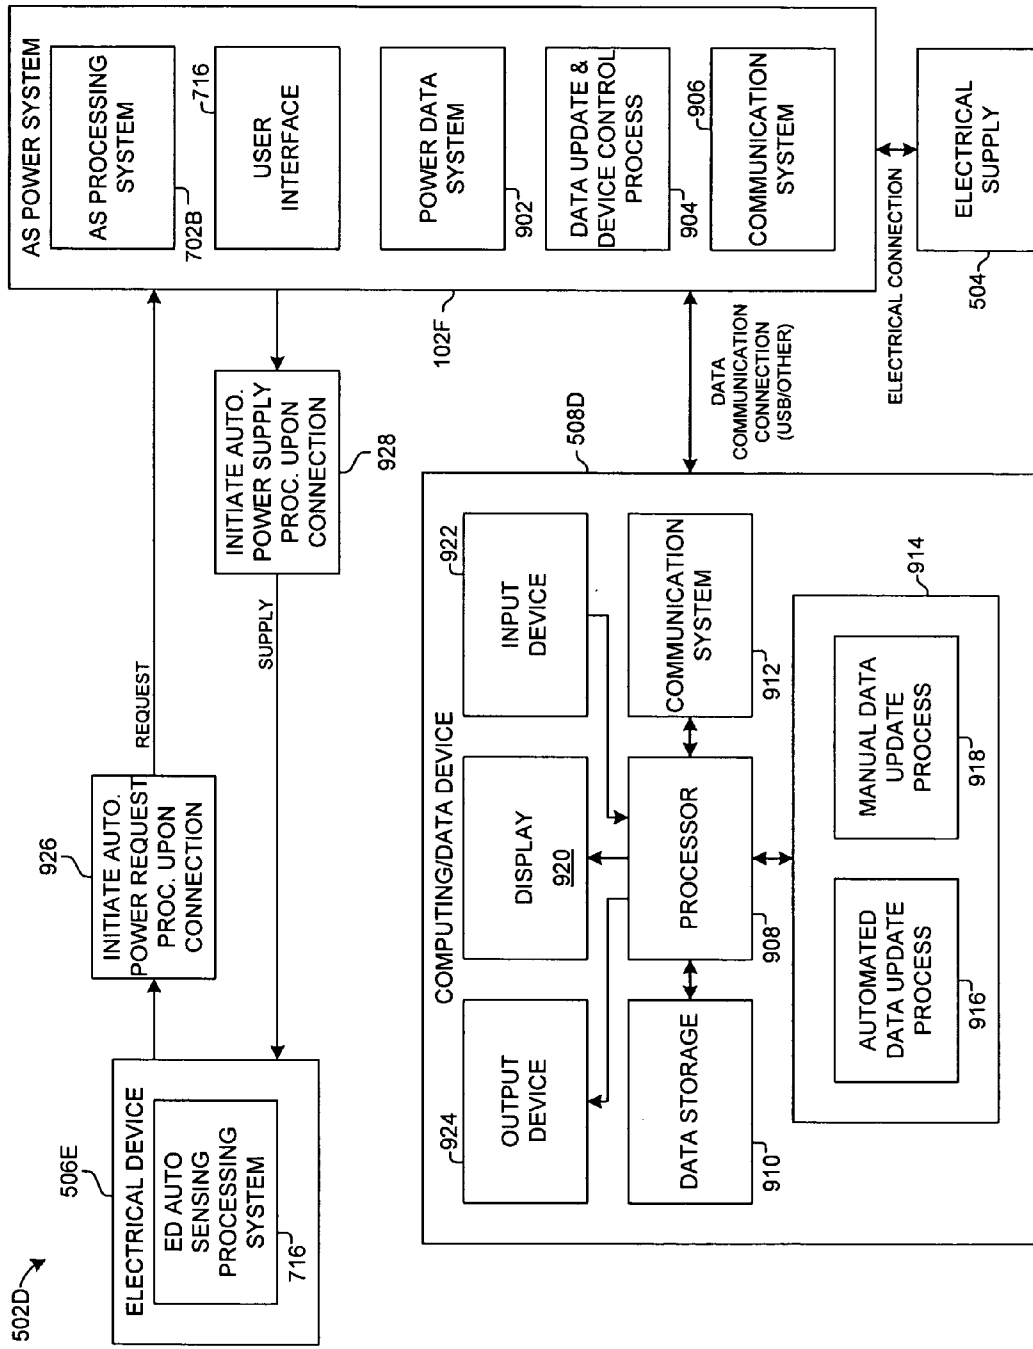 502D
506E
ELECTRICAL DEVICE
ED AUTO
SENSING
PROCESSING
SYSTEM
716
926
INITIATE AUTO.
POWER REQUEST
PROC. UPON
CONNECTION
REQUEST
SUPPLY
INITIATE AUTO.
POWER SUPPLY
PROC. UPON
CONNECTION
928
AS POWER SYSTEM
AS PROCESSING
SYSTEM
702B
716
USER
INTERFACE
POWER DATA
SYSTEM
902
DATA UPDATE &
DEVICE CONTROL
PROCESS
904
906
COMMUNICATION
SYSTEM
102F
DATA
COMMUNICATION
CONNECTION
(USB/OTHER)
ELECTRICAL CONNECTION
ELECTRICAL
SUPPLY
504
508D
COMPUTING/DATA DEVICE
924
OUTPUT
DEVICE
DISPLAY
920
922
INPUT
DEVICE
DATA STORAGE
910
PROCESSOR
908
COMMUNICATION
SYSTEM
912
914
AUTOMATED
DATA UPDATE
PROCESS
916
MANUAL DATA
UPDATE
PROCESS
918